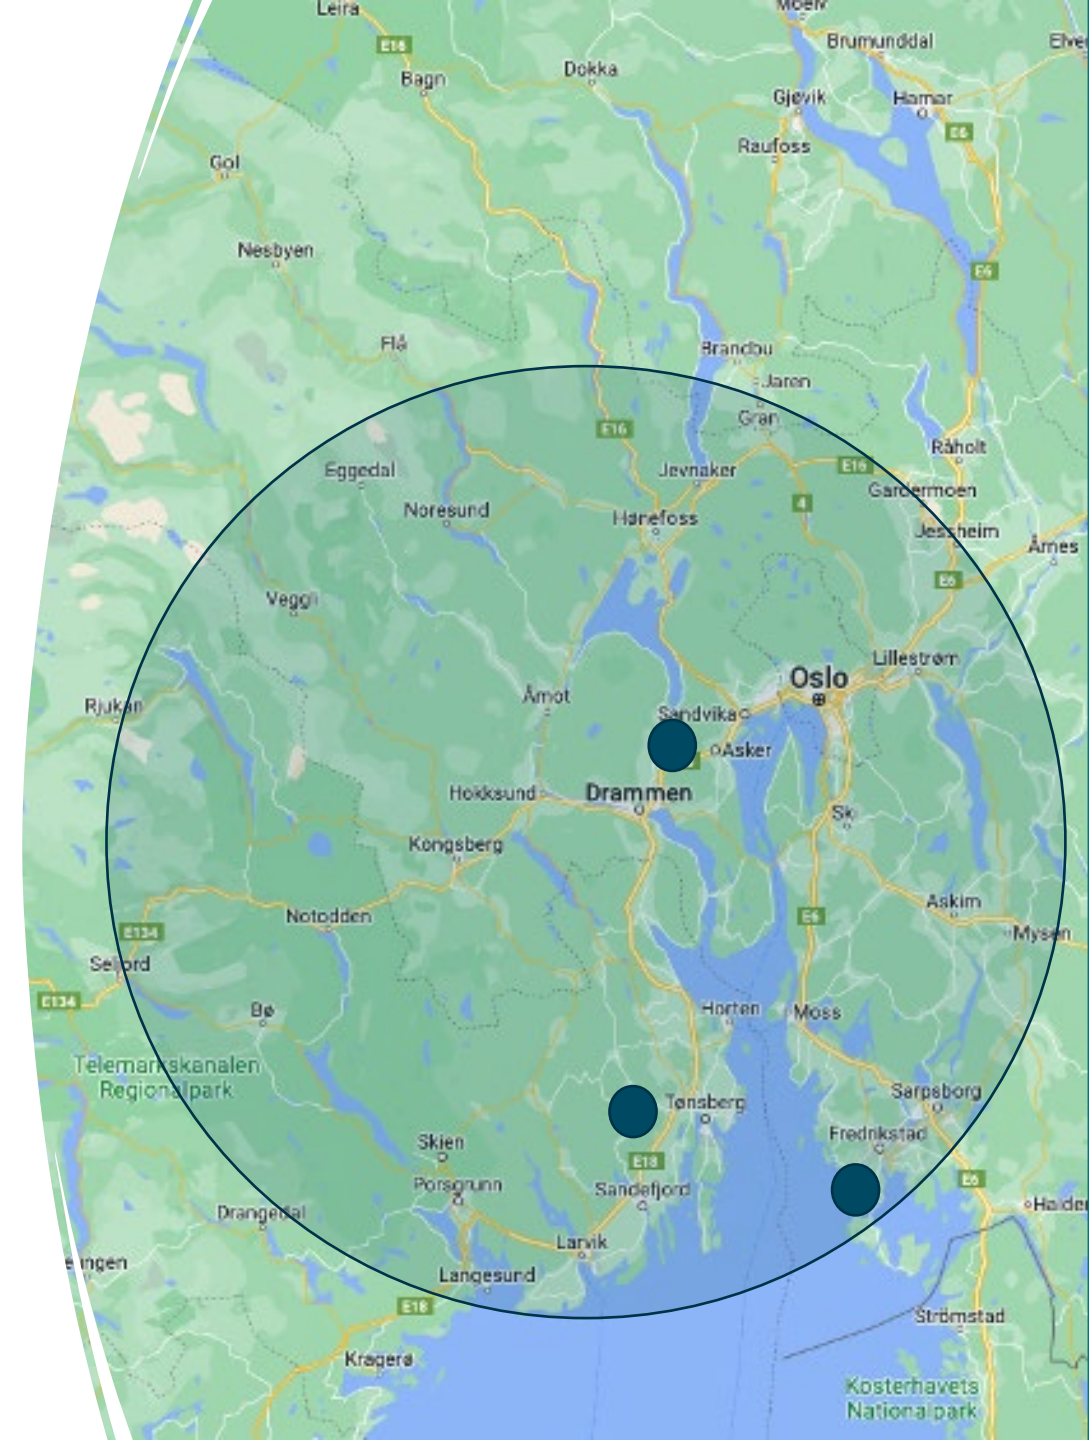 Leira
Moelv
E16
Brumunddal
Bagn
Dokka
Gjøvik
Hamar
E6
Raufoss
Gol
Nesbyen
E6
Flå
Brandbu
Jaren
Gran
E16
Råholt
Eggedal
Jevnaker
E16
Gardermoen
Noresund
4
Hønefoss
Jessheim
Årnes
E6
Veggli
Lillestrøm
Oslo
Åmot
Rjukan
Sandvika
Asker
Hokksund
Drammen
Ski
Kongsberg
Askim
Notodden
E6
E134
Mysen
Seljord
E134
Bø
Horten
Moss
Telemarkskanalen
Regionalpark
Sarpsborg
Tønsberg
Fredrikstad
Skien
E18
E6
Porsgrunn
Sandefjord
Drangedal
Halden
Larvik
Langesund
E18
Strömstad
Kragerø
Kosterhavets
Nationalpark